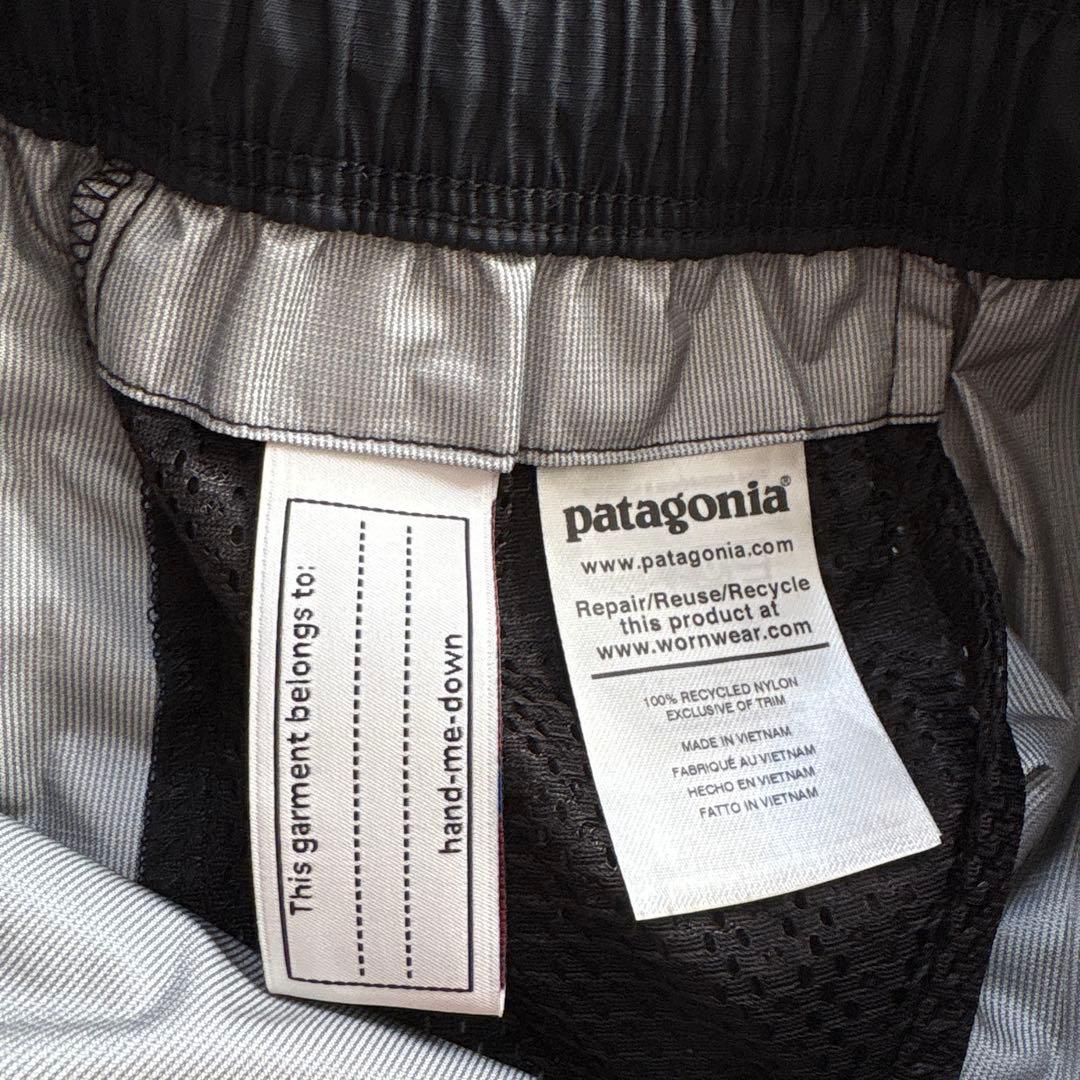 This garment belongs to:
hand-me-down
patagonia®
www.patagonia.com
Repair/Reuse/Recycle
this product at
www.wornwear.com
100% RECYCLED NYLON
EXCLUSIVE OF TRIM
MADE IN VIETNAM
FABRIQUÉ AU VIETNAM
HECHO EN VIETNAM
FATTO IN VIETNAM